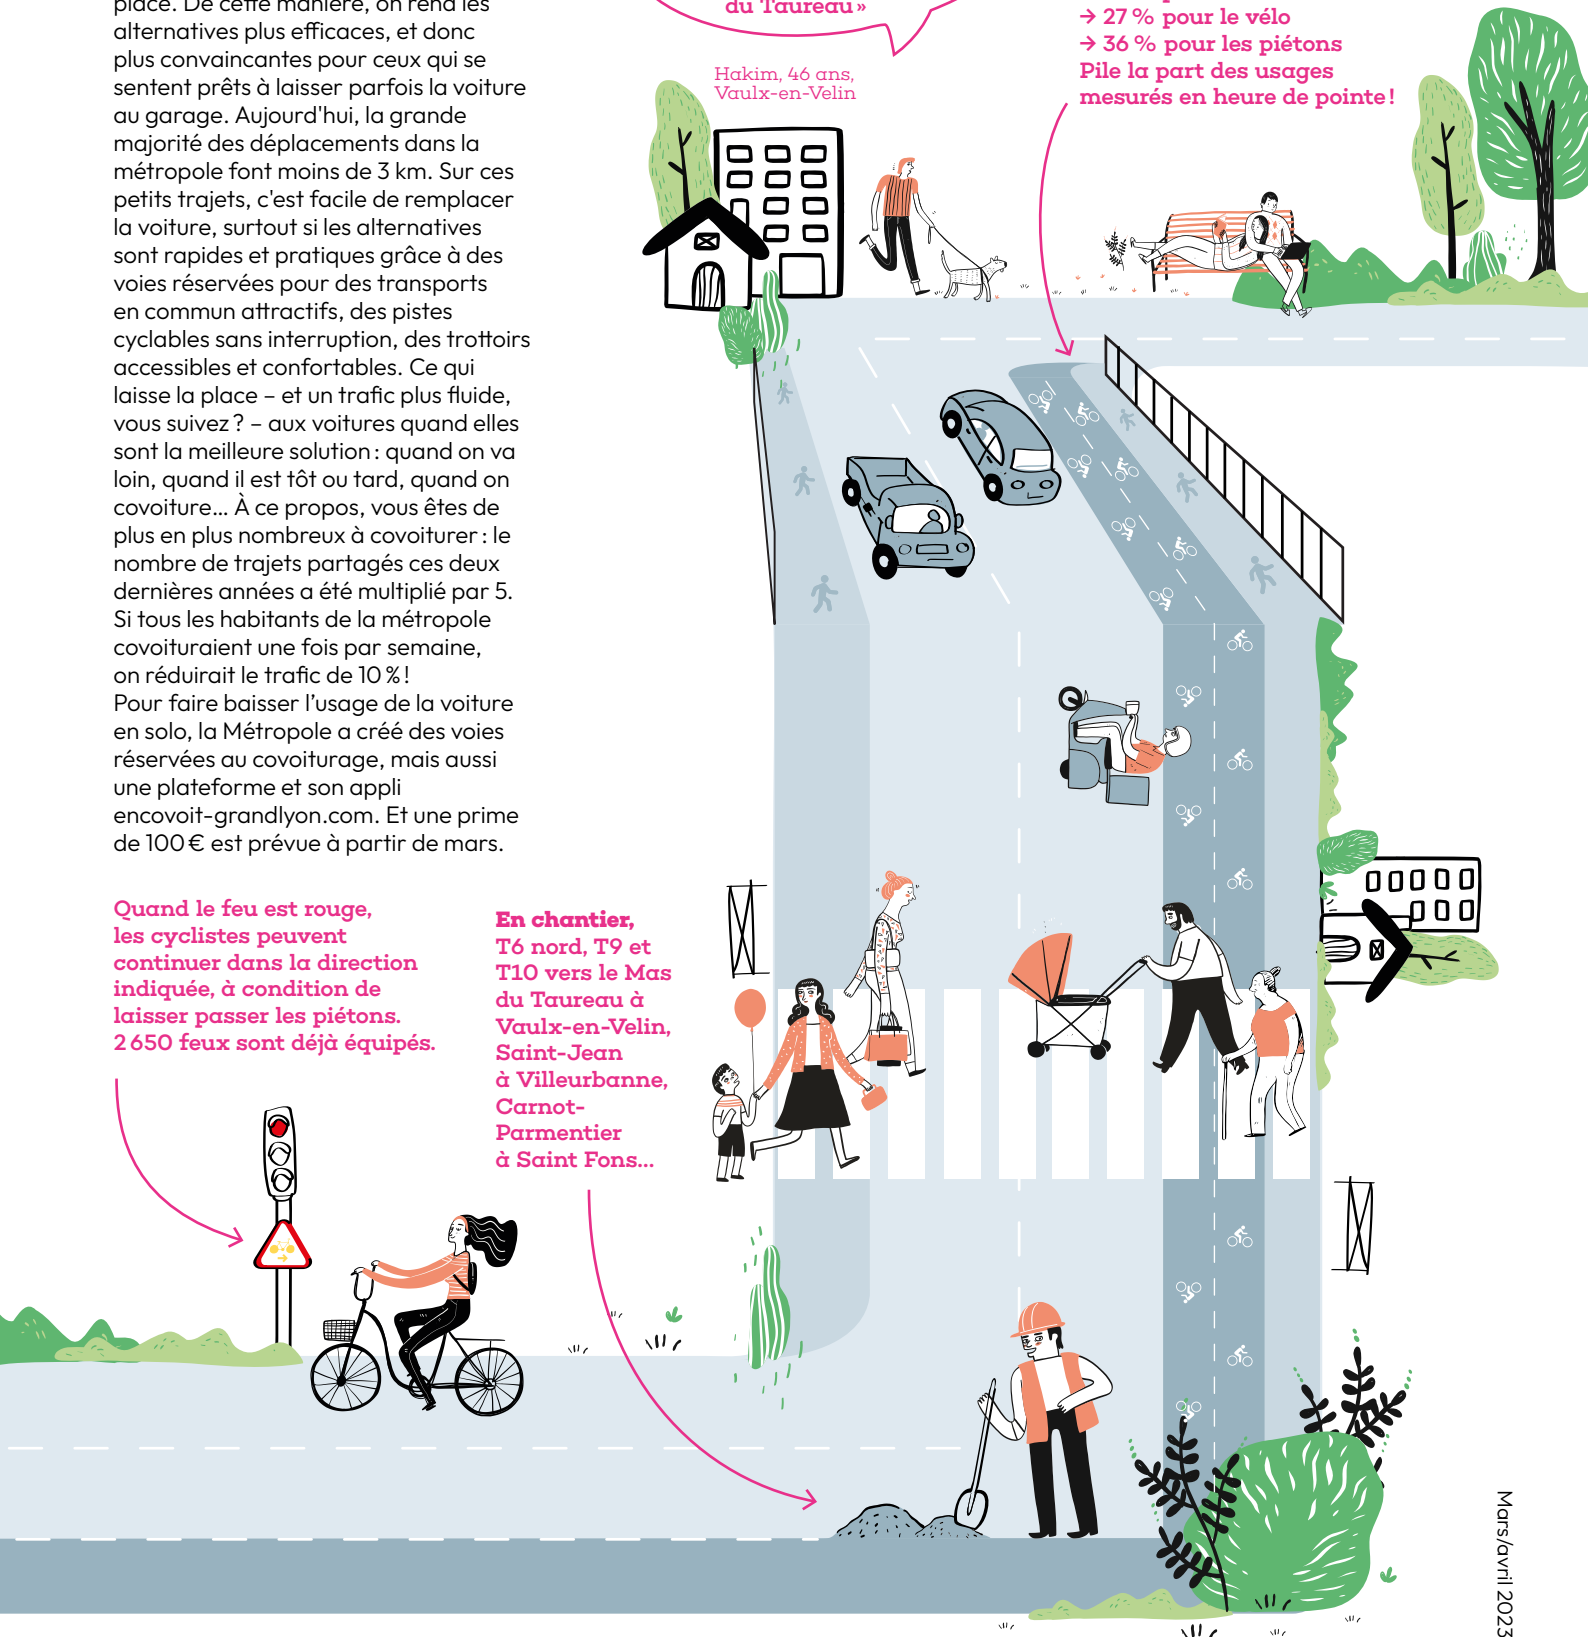 place. De cette manière, on rend les
alternatives plus efficaces, et donc
plus convaincantes pour ceux qui se
sentent prêts à laisser parfois la voiture
au garage. Aujourd'hui, la grande
majorité des déplacements dans la
métropole font moins de 3 km. Sur ces
petits trajets, c'est facile de remplacer
la voiture, surtout si les alternatives
sont rapides et pratiques grâce à des
voies réservées pour des transports
en commun attractifs, des pistes
cyclables sans interruption, des trottoirs
accessibles et confortables. Ce qui
laisse la place – et un trafic plus fluide,
vous suivez ? – aux voitures quand elles
sont la meilleure solution : quand on va
loin, quand il est tôt ou tard, quand on
covoiture... À ce propos, vous êtes de
plus en plus nombreux à covoiturer : le
nombre de trajets partagés ces deux
dernières années a été multiplié par 5.
Si tous les habitants de la métropole
covoituraient une fois par semaine,
on réduirait le trafic de 10 % !
Pour faire baisser l’usage de la voiture
en solo, la Métropole a créé des voies
réservées au covoiturage, mais aussi
une plateforme et son appli
encovoit-grandlyon.com. Et une prime
de 100 € est prévue à partir de mars.
du Taureau »
Hakim, 46 ans,
Vaulx-en-Velin
→ 27 % pour le vélo
→ 36 % pour les piétons
Pile la part des usages
mesurés en heure de pointe !
Quand le feu est rouge,
les cyclistes peuvent
continuer dans la direction
indiquée, à condition de
laisser passer les piétons.
2 650 feux sont déjà équipés.
En chantier,
T6 nord, T9 et
T10 vers le Mas
du Taureau à
Vaulx-en-Velin,
Saint-Jean
à Villeurbanne,
Carnot-
Parmentier
à Saint Fons...
Mars/avril 2023